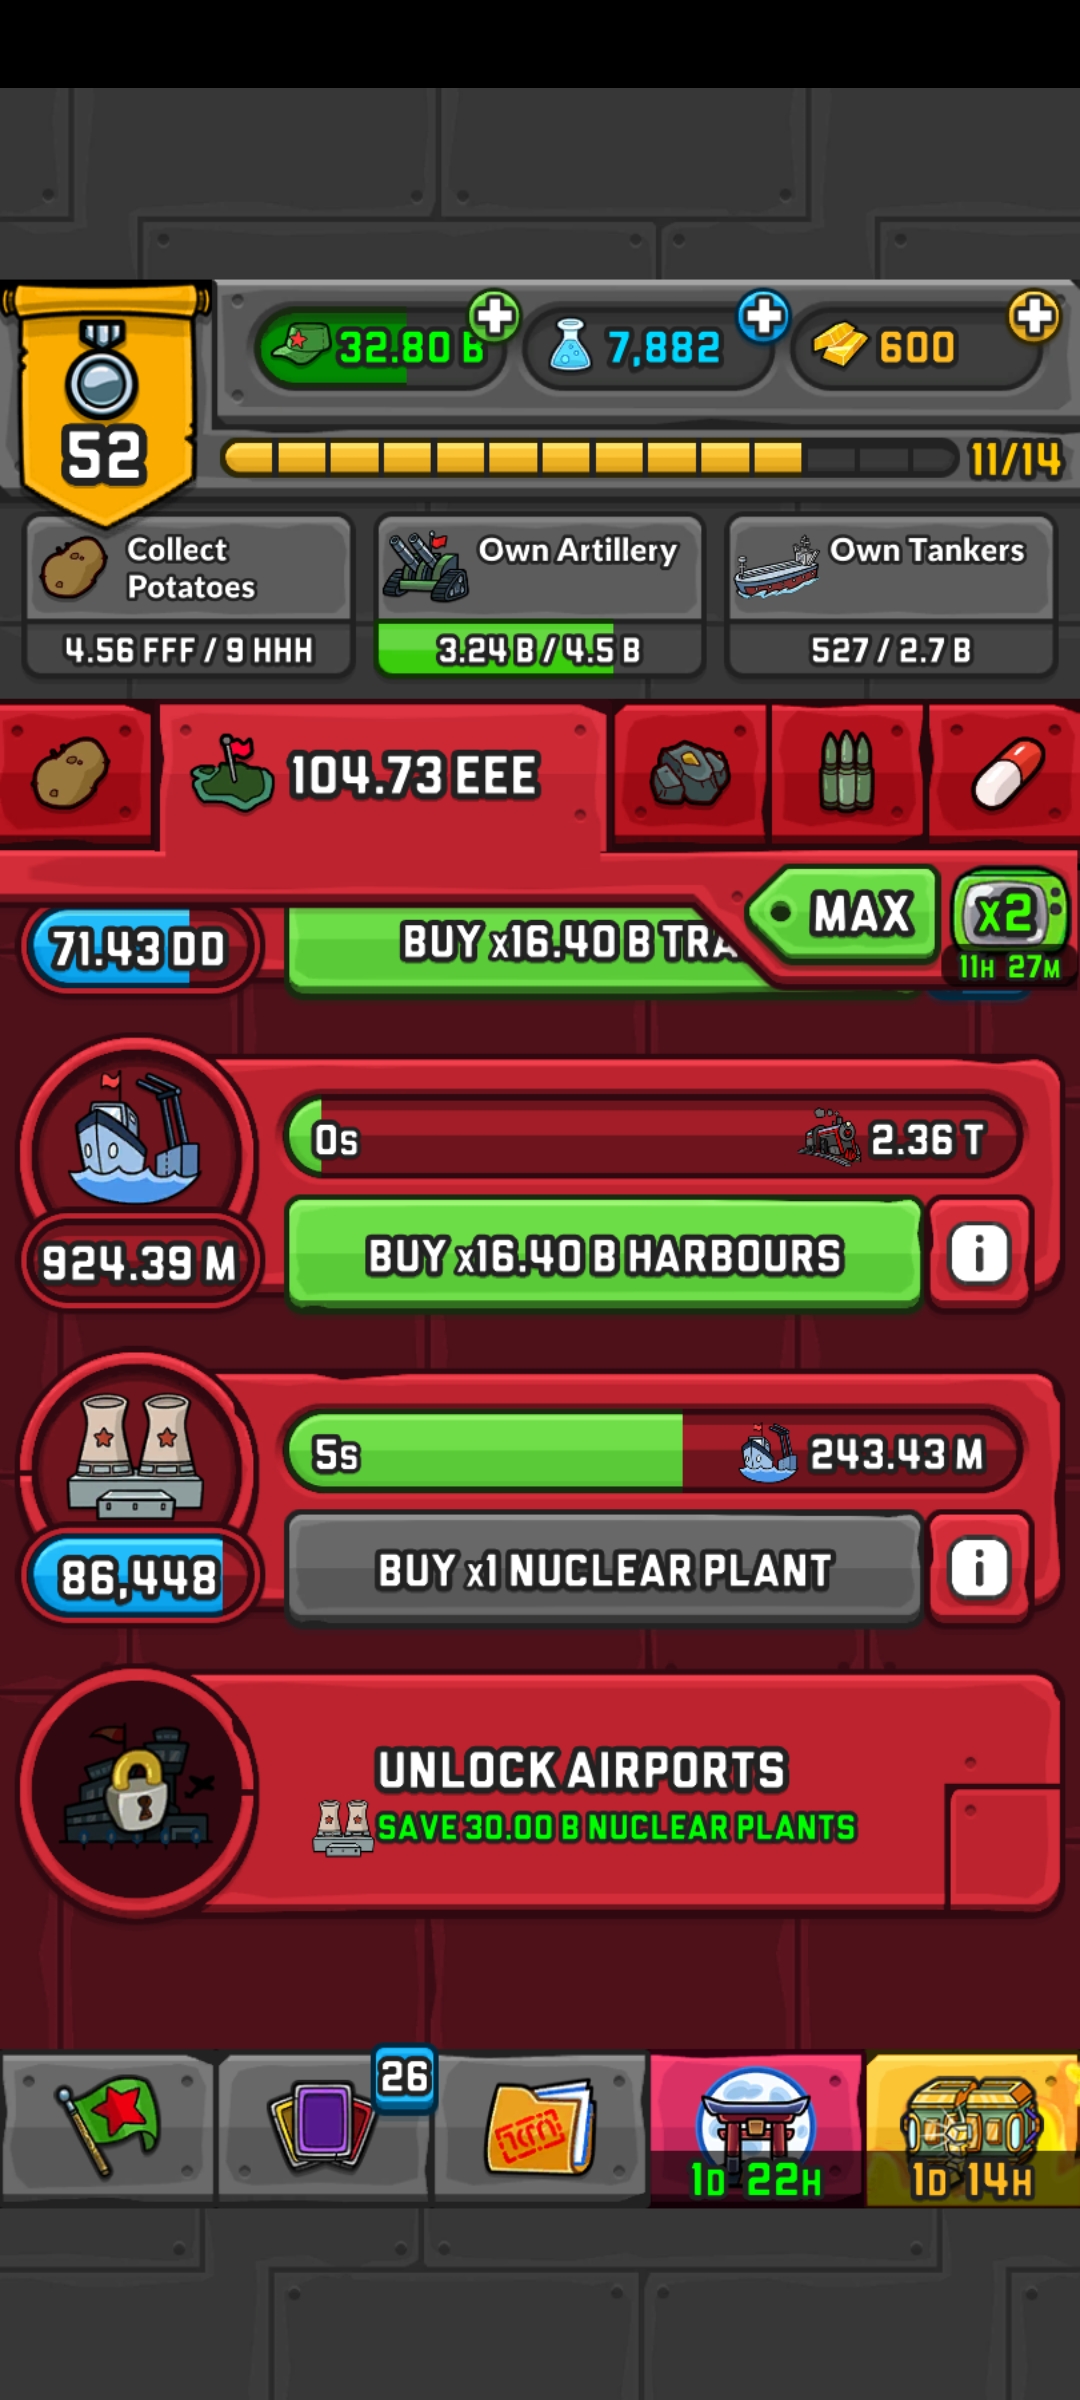 32.80 B
7,882
600
52
11/14
Collect
Potatoes
4.56 FFF / 9 HHH
Own Artillery
3.24 B / 4.5 B
Own Tankers
527 / 2.7 B
104.73 EEE
MAX
x2
11H 27M
71.43 DD
BUY x16.40 B TRA
0s
2.36 T
924.39 M
BUY x16.40 B HARBOURS
i
5s
243.43 M
86,448
BUY x1 NUCLEAR PLANT
i
UNLOCK AIRPORTS
SAVE 30.00 B NUCLEAR PLANTS
26
1D 22H
1D 14H